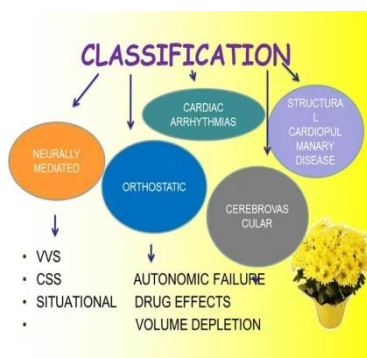 CLASSIFICATION
CARDIAC
ARRHYTHMIAS
STRUCTURA
L
CARDIOPUL
MANARY
DISEASE
NEURALLY
MEDIATED
ORTHOSTATIC
CEREBROVAS
CULAR
• VVS
• CSS AUTONOMIC FAILURE
• SITUATIONAL DRUG EFFECTS
• VOLUME DEPLETION